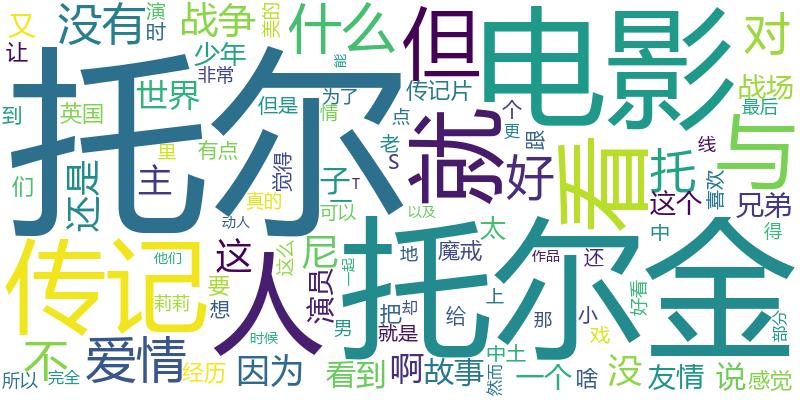 又
没有
演
时
战争
美的
什么
但
电影
对
让
少年
非常
能
托尔
世界
但是
为了
传记片
战场
最后
到
英国
里
有点
觉得
情
点
个
更
跟
就
看
线
与
们
还是
主
老
S
好
托
喜欢
子
一
T
真的
可以
以及
这个
兄弟
动人
太
中
得
传记
他们
这
人
这么
尼
一起
地
魔戒
作品
还
莉莉
要
想
演员
男
把
却
给
上
那
小
好看
托尔金
部分
不
爱情
时候
就是
戏
所以
完全
经历
因为
看到
啊
故事
中土
然而
一个
啥
没
友情
说
感觉